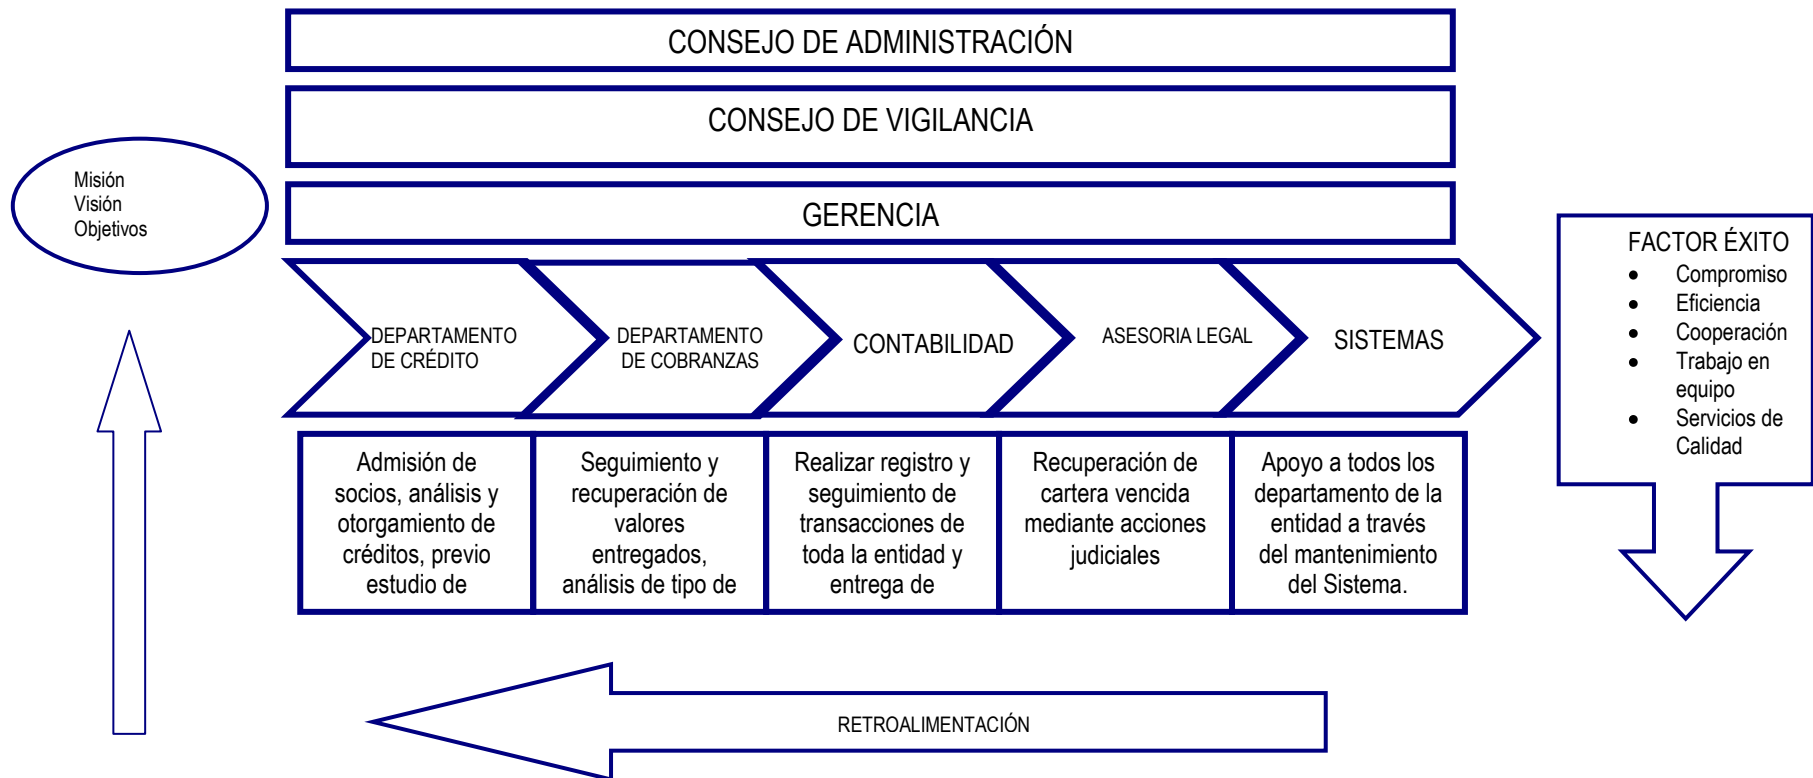 CONSEJO DE ADMINISTRACIÓN
CONSEJO DE VIGILANCIA
Misión
Visión
Objetivos
GERENCIA
DEPARTAMENTO
DE CRÉDITO
DEPARTAMENTO
DE COBRANZAS
CONTABILIDAD
ASESORIA LEGAL
SISTEMAS
FACTOR ÉXITO
• Compromiso
• Eficiencia
• Cooperación
• Trabajo en
equipo
• Servicios de
Calidad
Admisión de
socios, análisis y
otorgamiento de
créditos, previo
estudio de
Seguimiento y
recuperación de
valores
entregados,
análisis de tipo de
Realizar registro y
seguimiento de
transacciones de
toda la entidad y
entrega de
Recuperación de
cartera vencida
mediante acciones
judiciales
Apoyo a todos los
departamento de la
entidad a través
del mantenimiento
del Sistema.
RETROALIMENTACIÓN